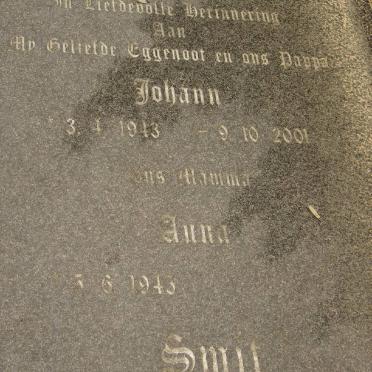 In Liefdevolle Herinnering
Aan
My Geliefde Eggenoot en ons Pappa
Johann
* 3. 4. 1943 – 9. 10. 2001
Ons Mamma
Anna
* 5 6 1943
Smit